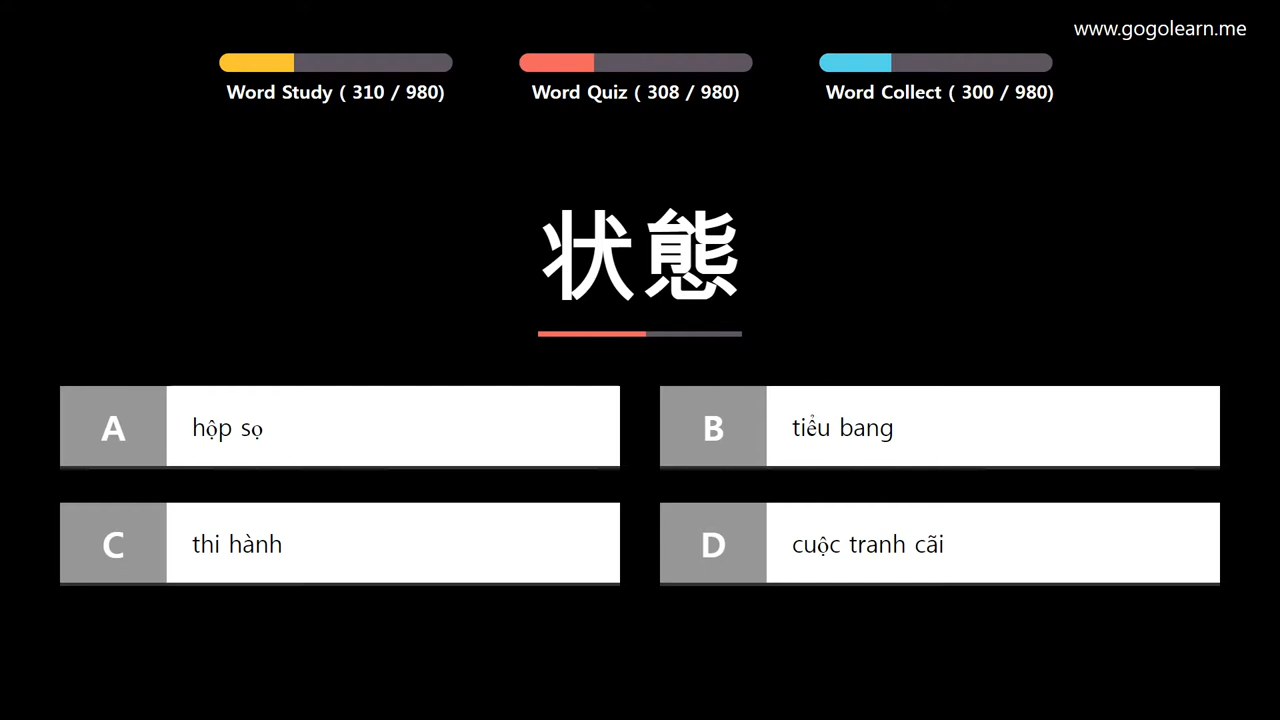 www.gogolearn.me
Word Study ( 310 / 980)
Word Quiz ( 308 / 980)
Word Collect ( 300 / 980)
状態
A hộp sọ
B tiểu bang
C thi hành
D cuộc tranh cãi